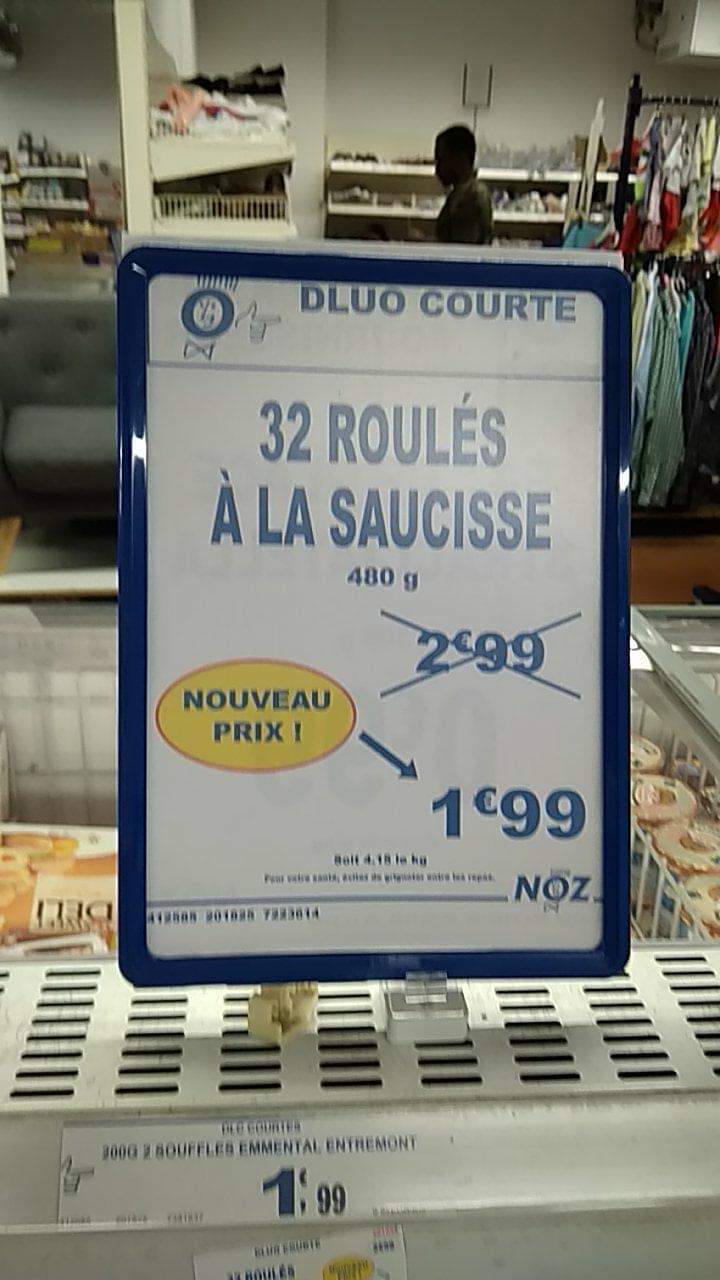 DLUO COURTE
32 ROULÉS
À LA SAUCISSE
480 g
2€99
NOUVEAU
PRIX !
1€99
Soit 4.15 le kg
Pour votre santé, évitez de grignoter entre les repas.
NOZ
412585 201825 7223614
DLC COURTES
200G 2 SOUFFLES EMMENTAL ENTREMONT
1€,99
DLUO COURTE
32 ROULÉS